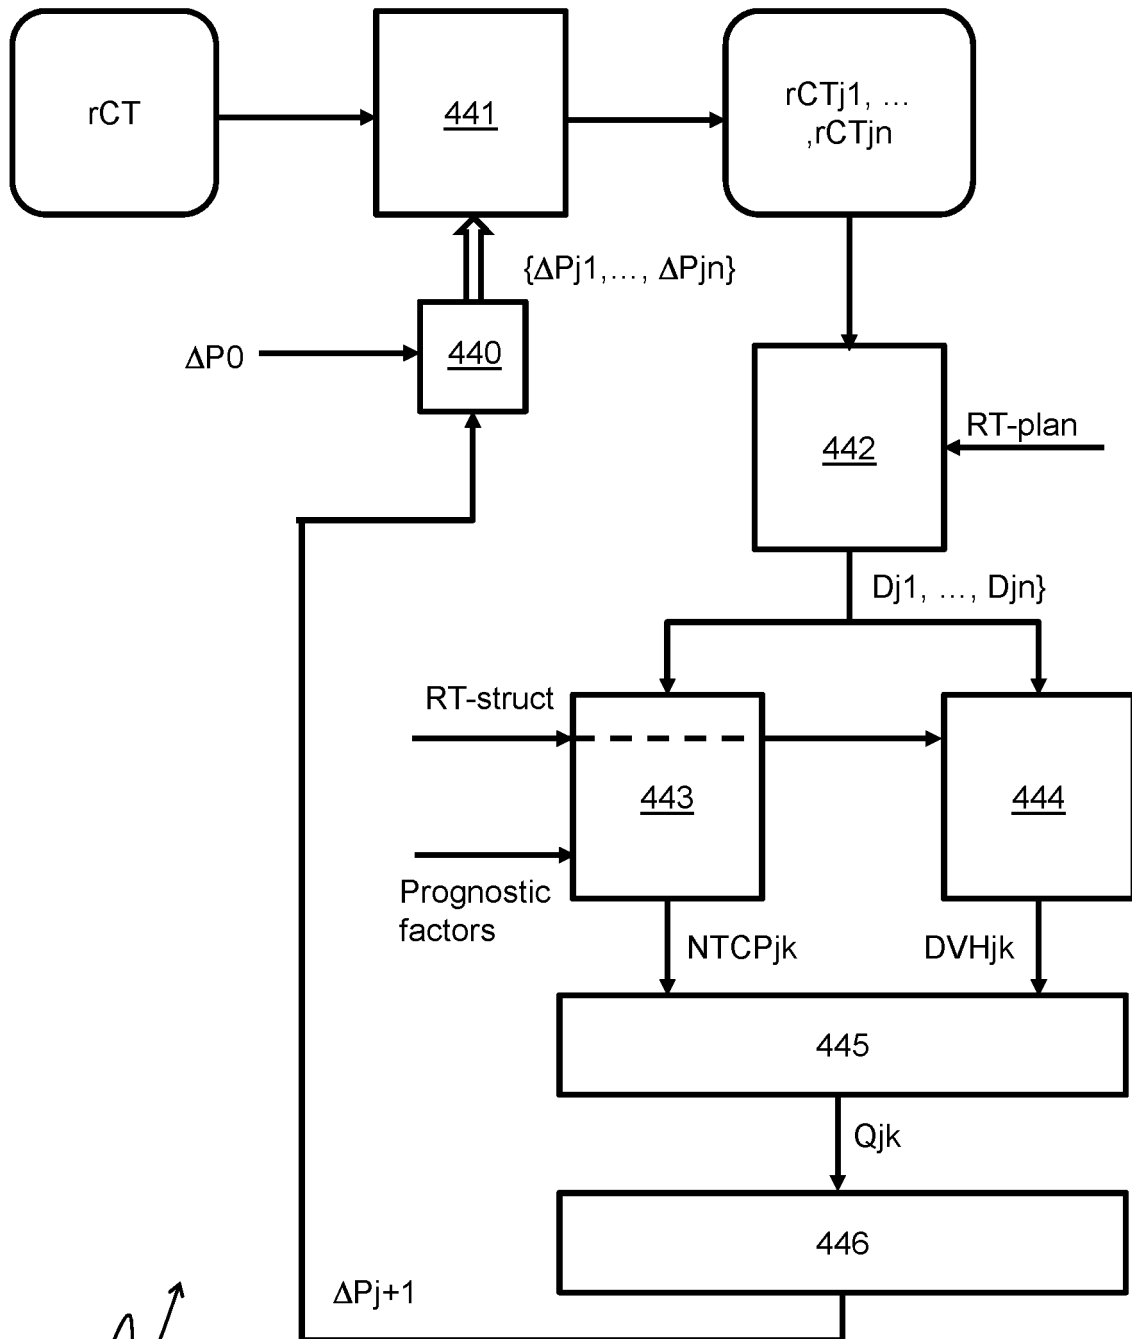 rCT
441
rCTj1, ...
,rCTjn
{ΔPj1,..., ΔPjn}
ΔP0
440
442
RT-plan
Dj1, ..., Djn}
RT-struct
443
444
Prognostic
factors
NTCPjk
DVHjk
445
Qjk
446
ΔPj+1